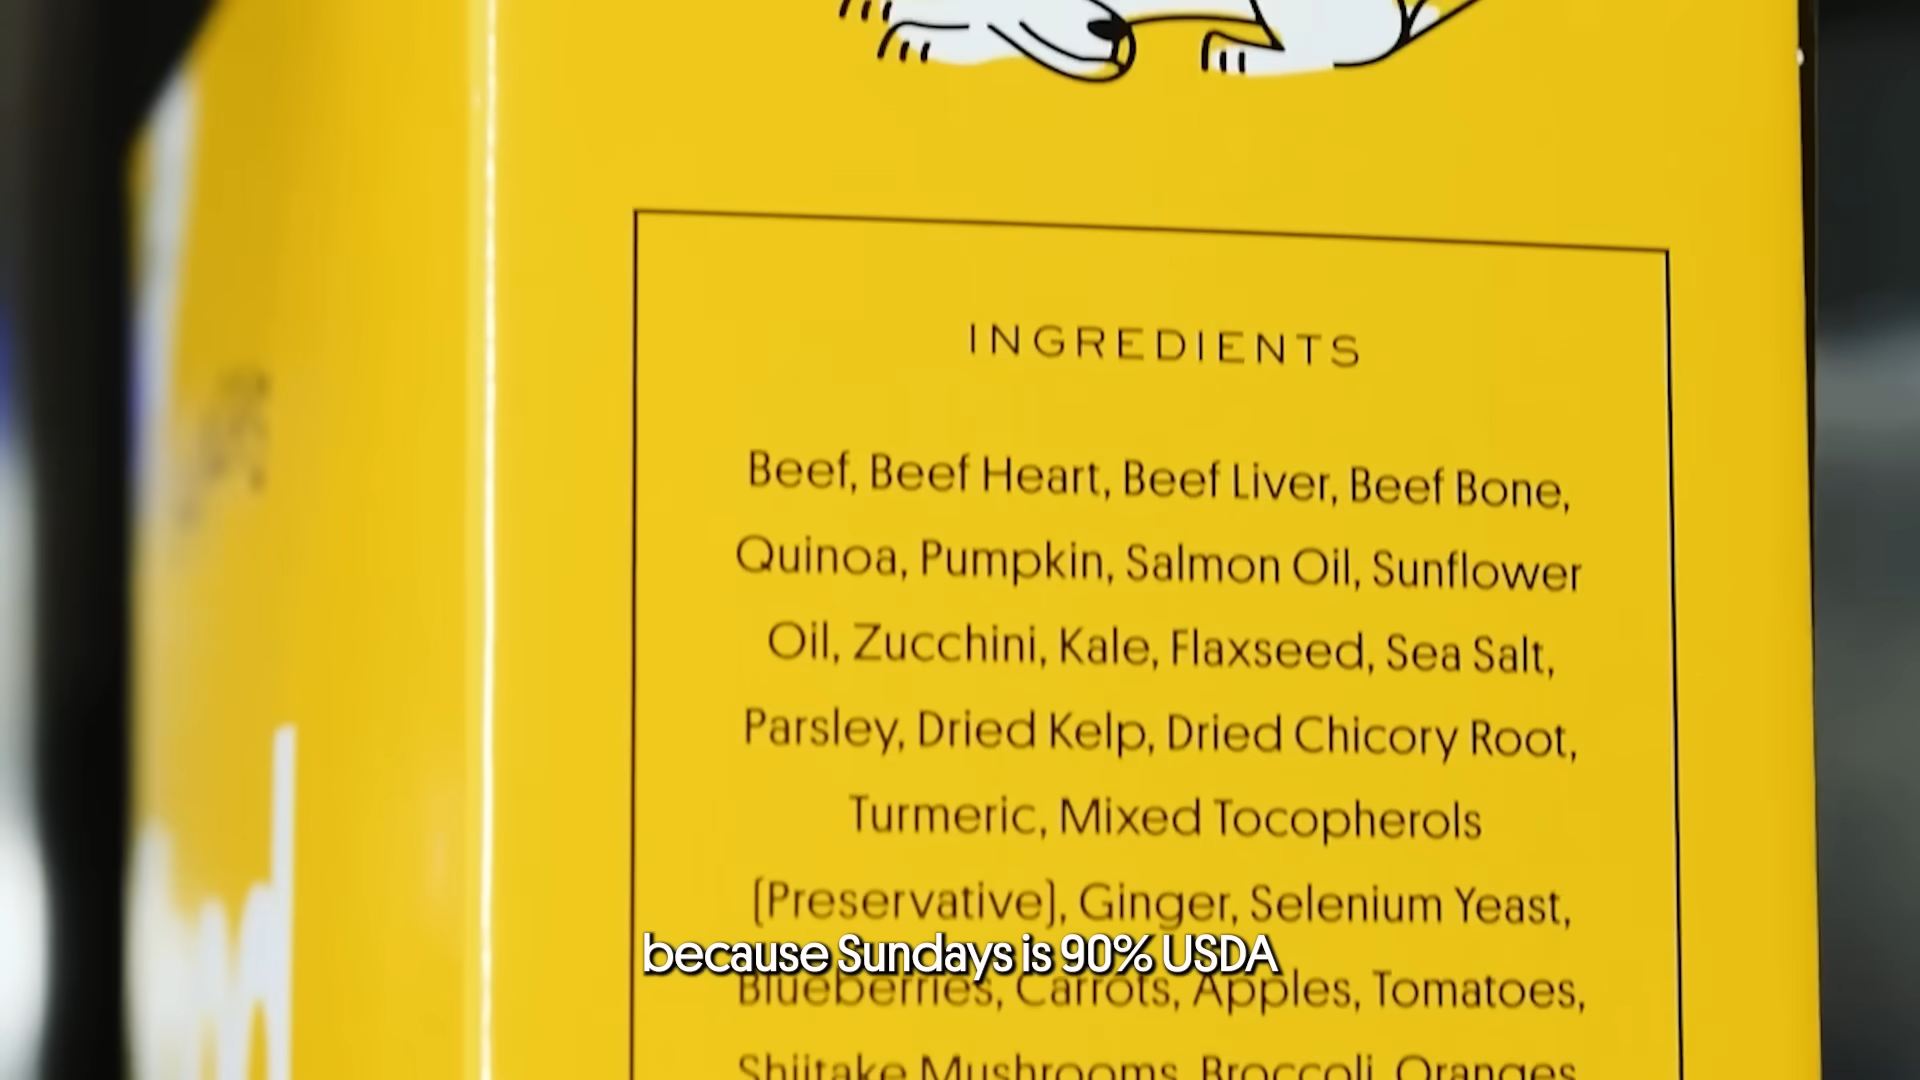 INGREDIENTS
Beef, Beef Heart, Beef Liver, Beef Bone,
Quinoa, Pumpkin, Salmon Oil, Sunflower
Oil, Zucchini, Kale, Flaxseed, Sea Salt,
Parsley, Dried Kelp, Dried Chicory Root,
Turmeric, Mixed Tocopherols
(Preservative), Ginger, Selenium Yeast,
because Sundays is 90% USDA
Blueberries, Carrots, Apples, Tomatoes,
Shiitake Mushrooms, Broccoli, Oranges,